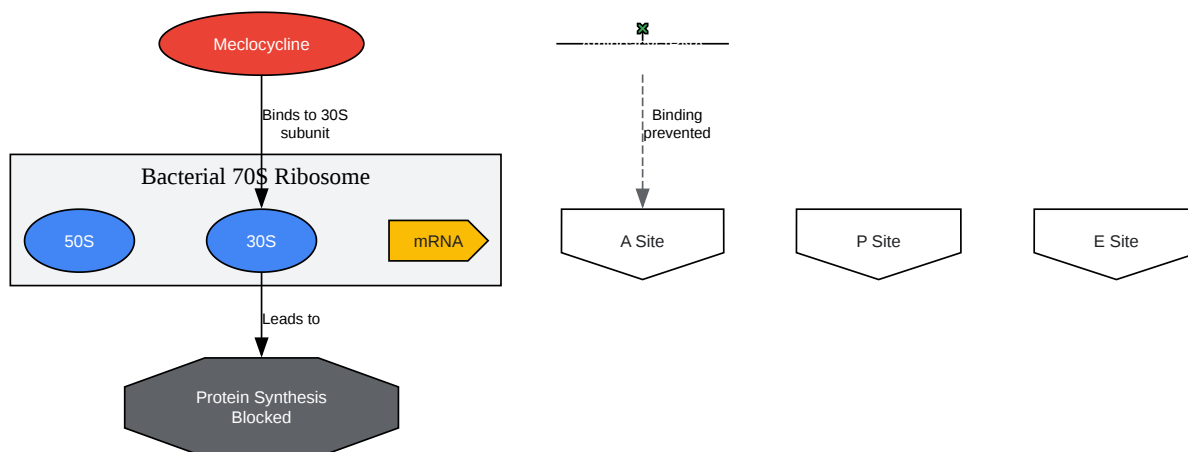 Meclocycline
Binds to 30S
subunit
Binding
prevented
Bacterial 70S Ribosome
50S
30S
mRNA
A Site
P Site
E Site
Leads to
Protein Synthesis
Blocked